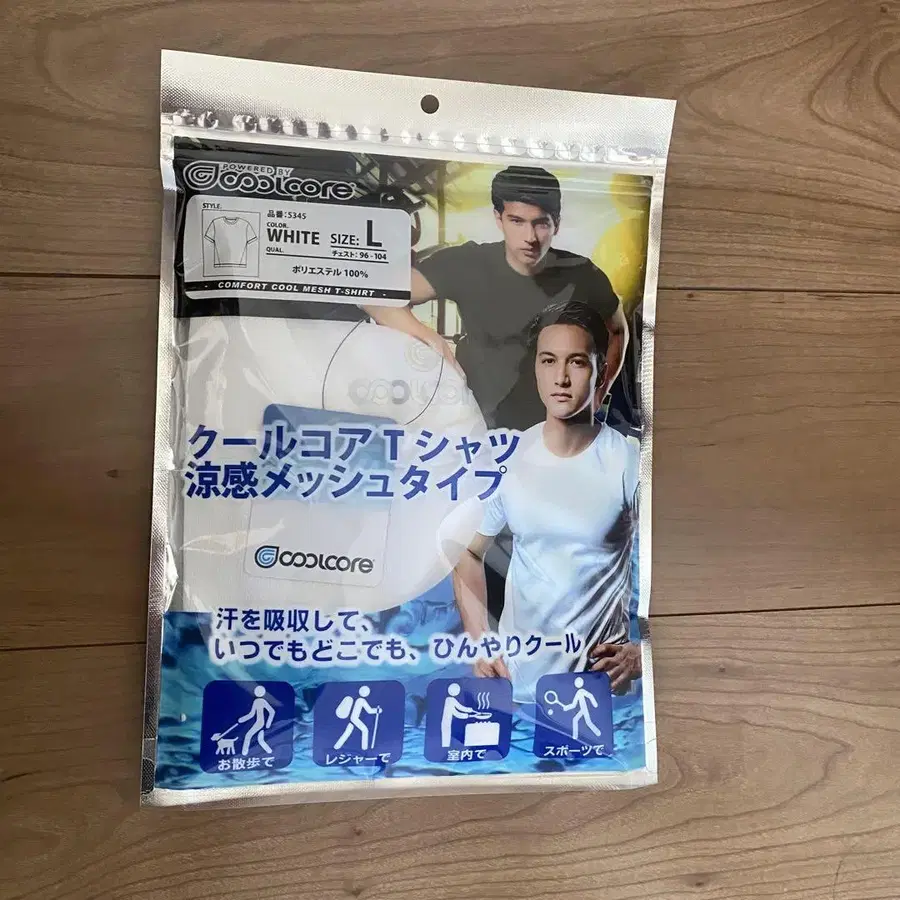 POWERED BY
COOLCORE
STYLE:
品番:5345
COLOR.
WHITE SIZE: L
QUAL.
チェスト: 96 - 104
ポリエステル 100%
- COMFORT COOL MESH T-SHIRT -
COOLCORE
クールコア T シャツ
涼感メッシュタイプ
COOLCORE
汗を吸収して、
いつでもどこでも、ひんやりクール
お散歩で
レジャーで
室内で
スポーツで